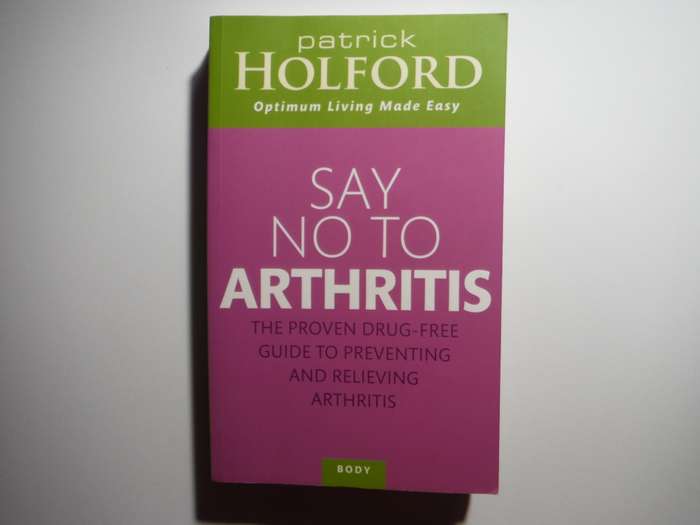 patrick
HOLFORD
Optimum Living Made Easy
SAY
NO TO
ARTHRITIS
THE PROVEN DRUG-FREE
GUIDE TO PREVENTING
AND RELIEVING
ARTHRITIS
BODY